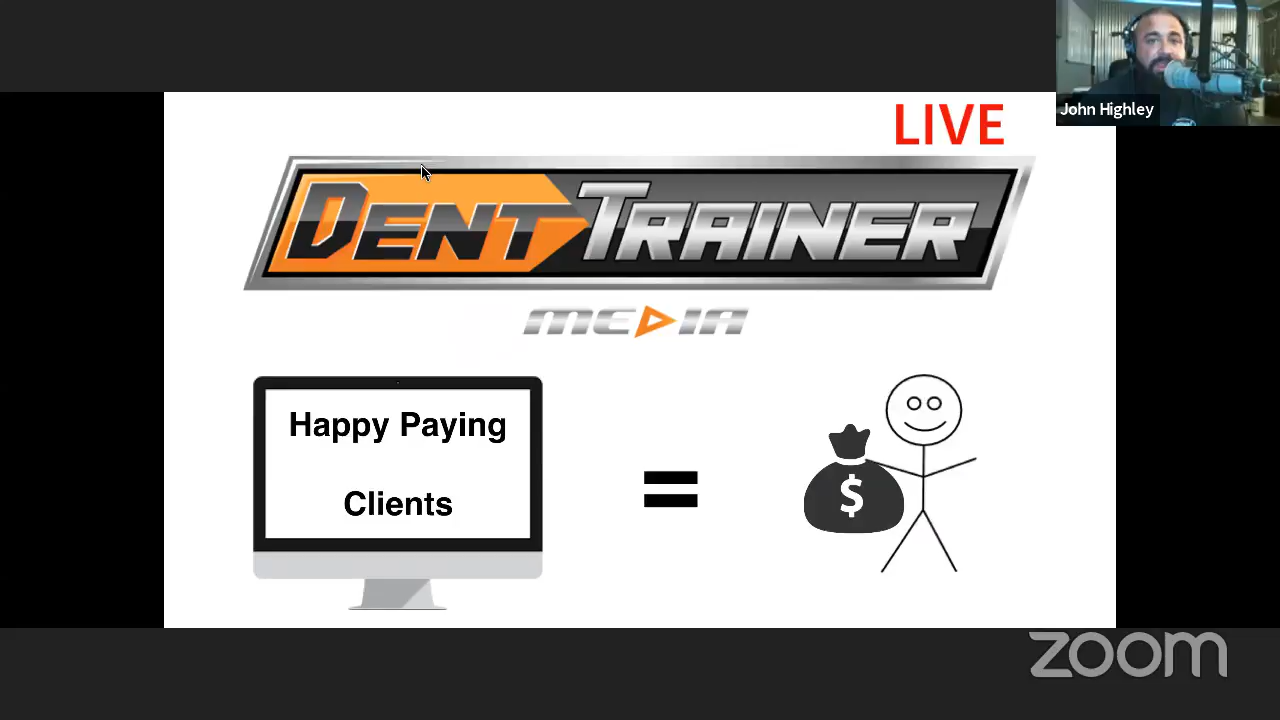 John Highley
LIVE
DENT TRAINER
MEDIA
Happy Paying
Clients
=
$
zoom